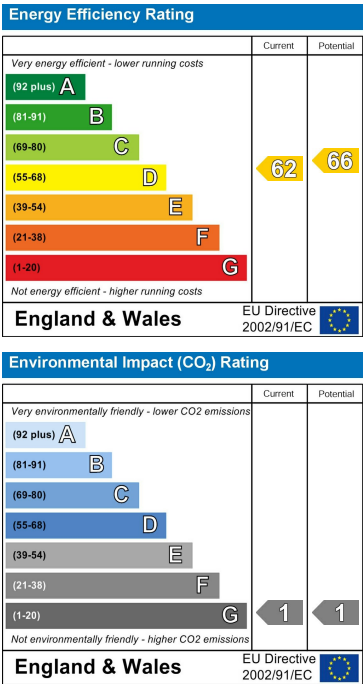 Energy Efficiency Rating
Current Potential
Very energy efficient - lower running costs
(92 plus) A
(81-91) B
(69-80) C
(55-68) D
(39-54) E
(21-38) F
(1-20) G
62 66
Not energy efficient - higher running costs
England & Wales
EU Directive
2002/91/EC
Environmental Impact (CO₂) Rating
Current Potential
Very environmentally friendly - lower CO2 emissions
(92 plus) A
(81-91) B
(69-80) C
(55-68) D
(39-54) E
(21-38) F
(1-20) G 1 1
Not environmentally friendly - higher CO2 emissions
England & Wales
EU Directive
2002/91/EC